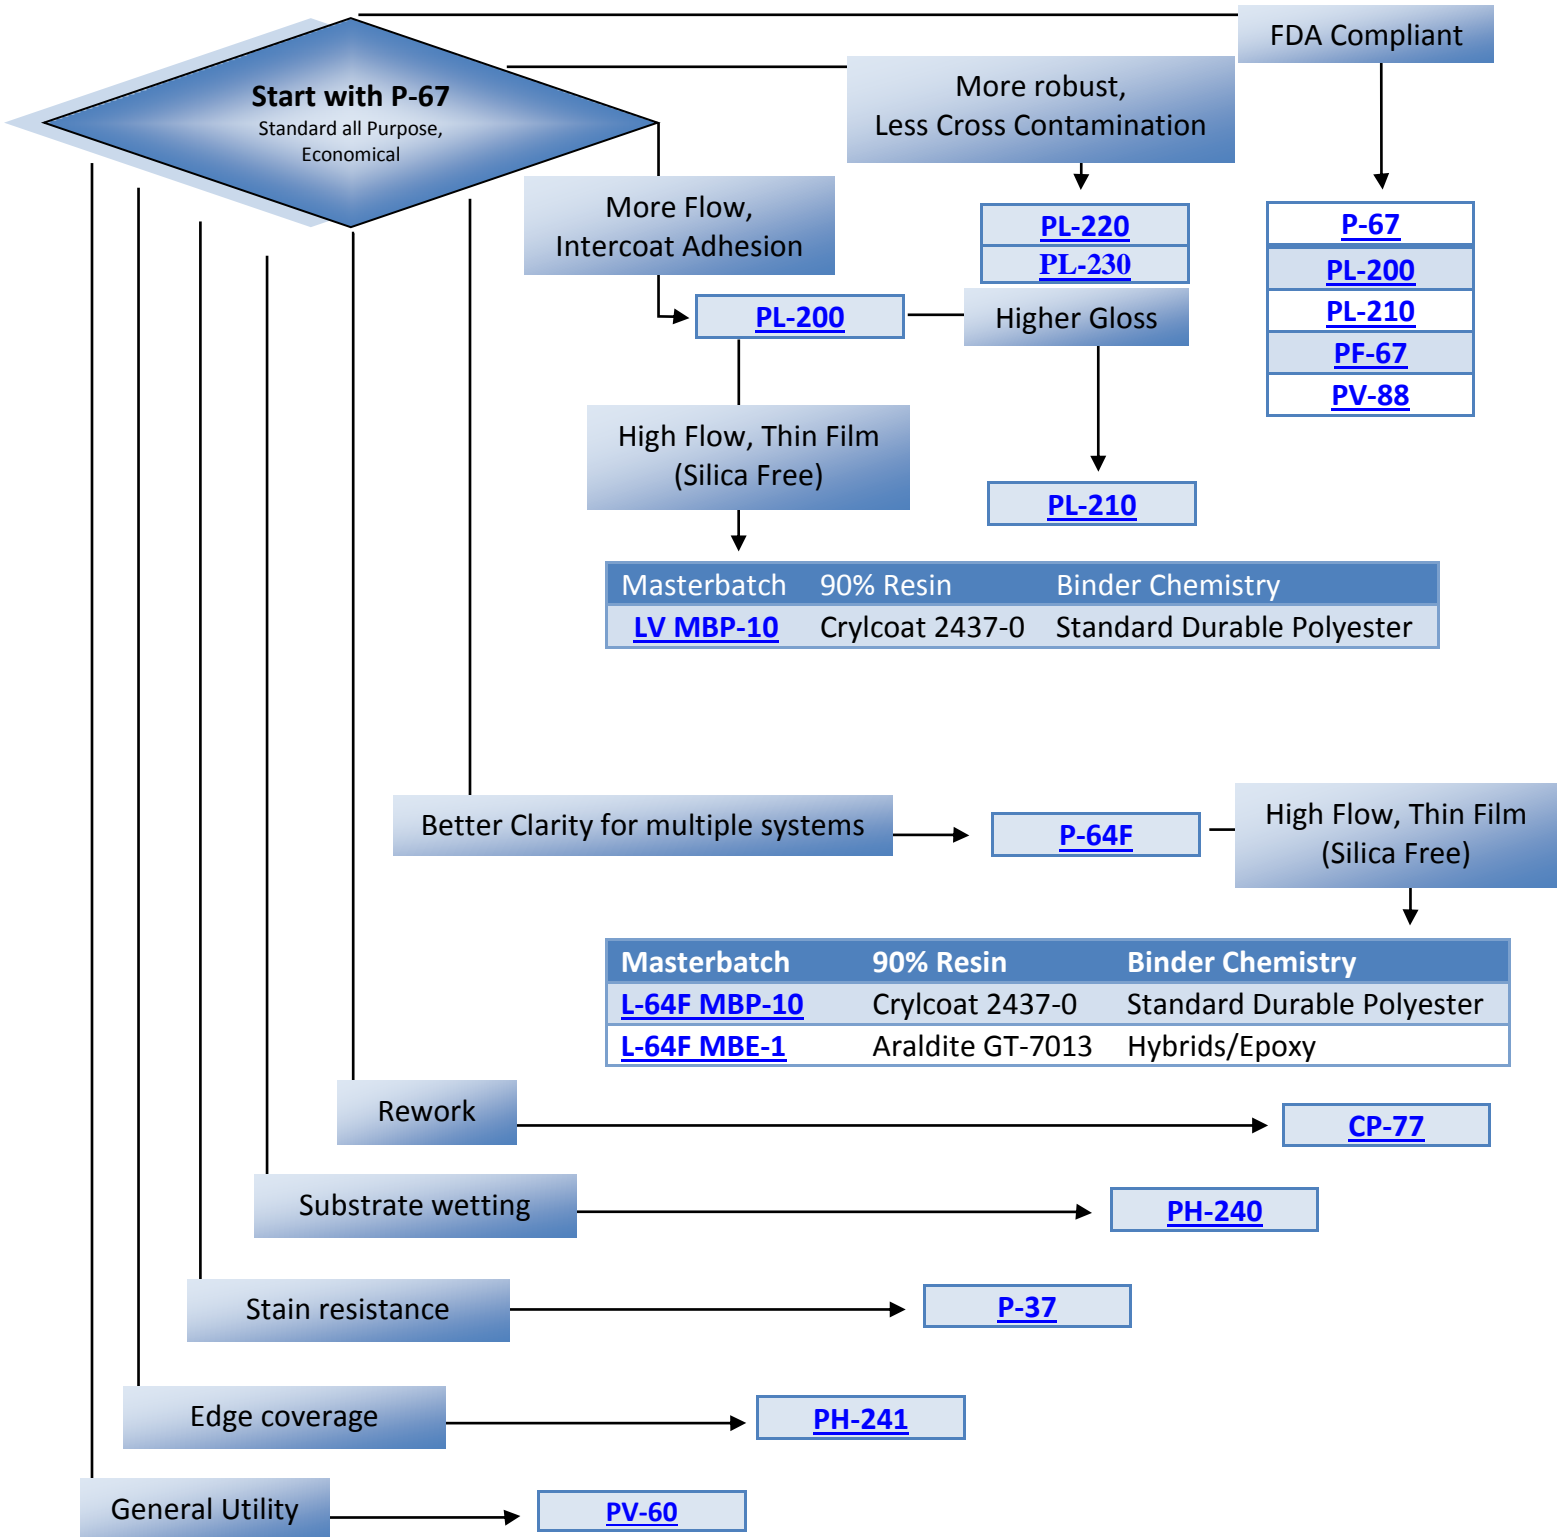 FDA Compliant
Start with P-67
Standard all Purpose,
Economical
More robust,
Less Cross Contamination
More Flow,
Intercoat Adhesion
PL-220
PL-230
P-67
PL-200
PL-210
PF-67
PV-88
PL-200
Higher Gloss
High Flow, Thin Film
(Silica Free)
PL-210
Masterbatch 90% Resin Binder Chemistry
LV MBP-10 Crylcoat 2437-0 Standard Durable Polyester
Better Clarity for multiple systems
P-64F
High Flow, Thin Film
(Silica Free)
Masterbatch 90% Resin Binder Chemistry
L-64F MBP-10 Crylcoat 2437-0 Standard Durable Polyester
L-64F MBE-1 Araldite GT-7013 Hybrids/Epoxy
Rework
CP-77
Substrate wetting
PH-240
Stain resistance
P-37
Edge coverage
PH-241
General Utility
PV-60